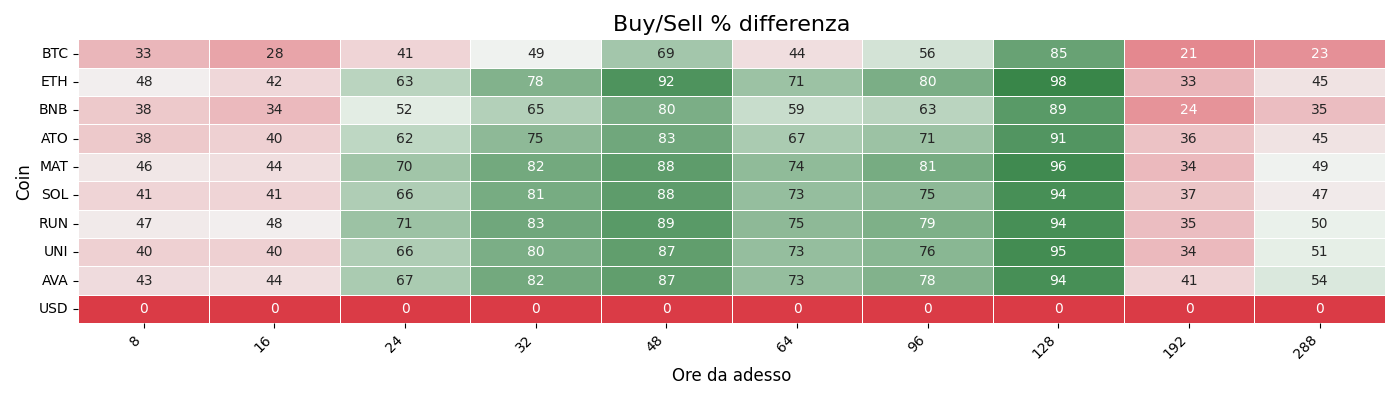 Buy/Sell % differenza
Coin
BTC 33 28 41 49 69 44 56 85 21 23
ETH 48 42 63 78 92 71 80 98 33 45
BNB 38 34 52 65 80 59 63 89 24 35
ATO 38 40 62 75 83 67 71 91 36 45
MAT 46 44 70 82 88 74 81 96 34 49
SOL 41 41 66 81 88 73 75 94 37 47
RUN 47 48 71 83 89 75 79 94 35 50
UNI 40 40 66 80 87 73 76 95 34 51
AVA 43 44 67 82 87 73 78 94 41 54
USD 0 0 0 0 0 0 0 0 0 0
8 16 24 32 48 64 96 128 192 288
Ore da adesso